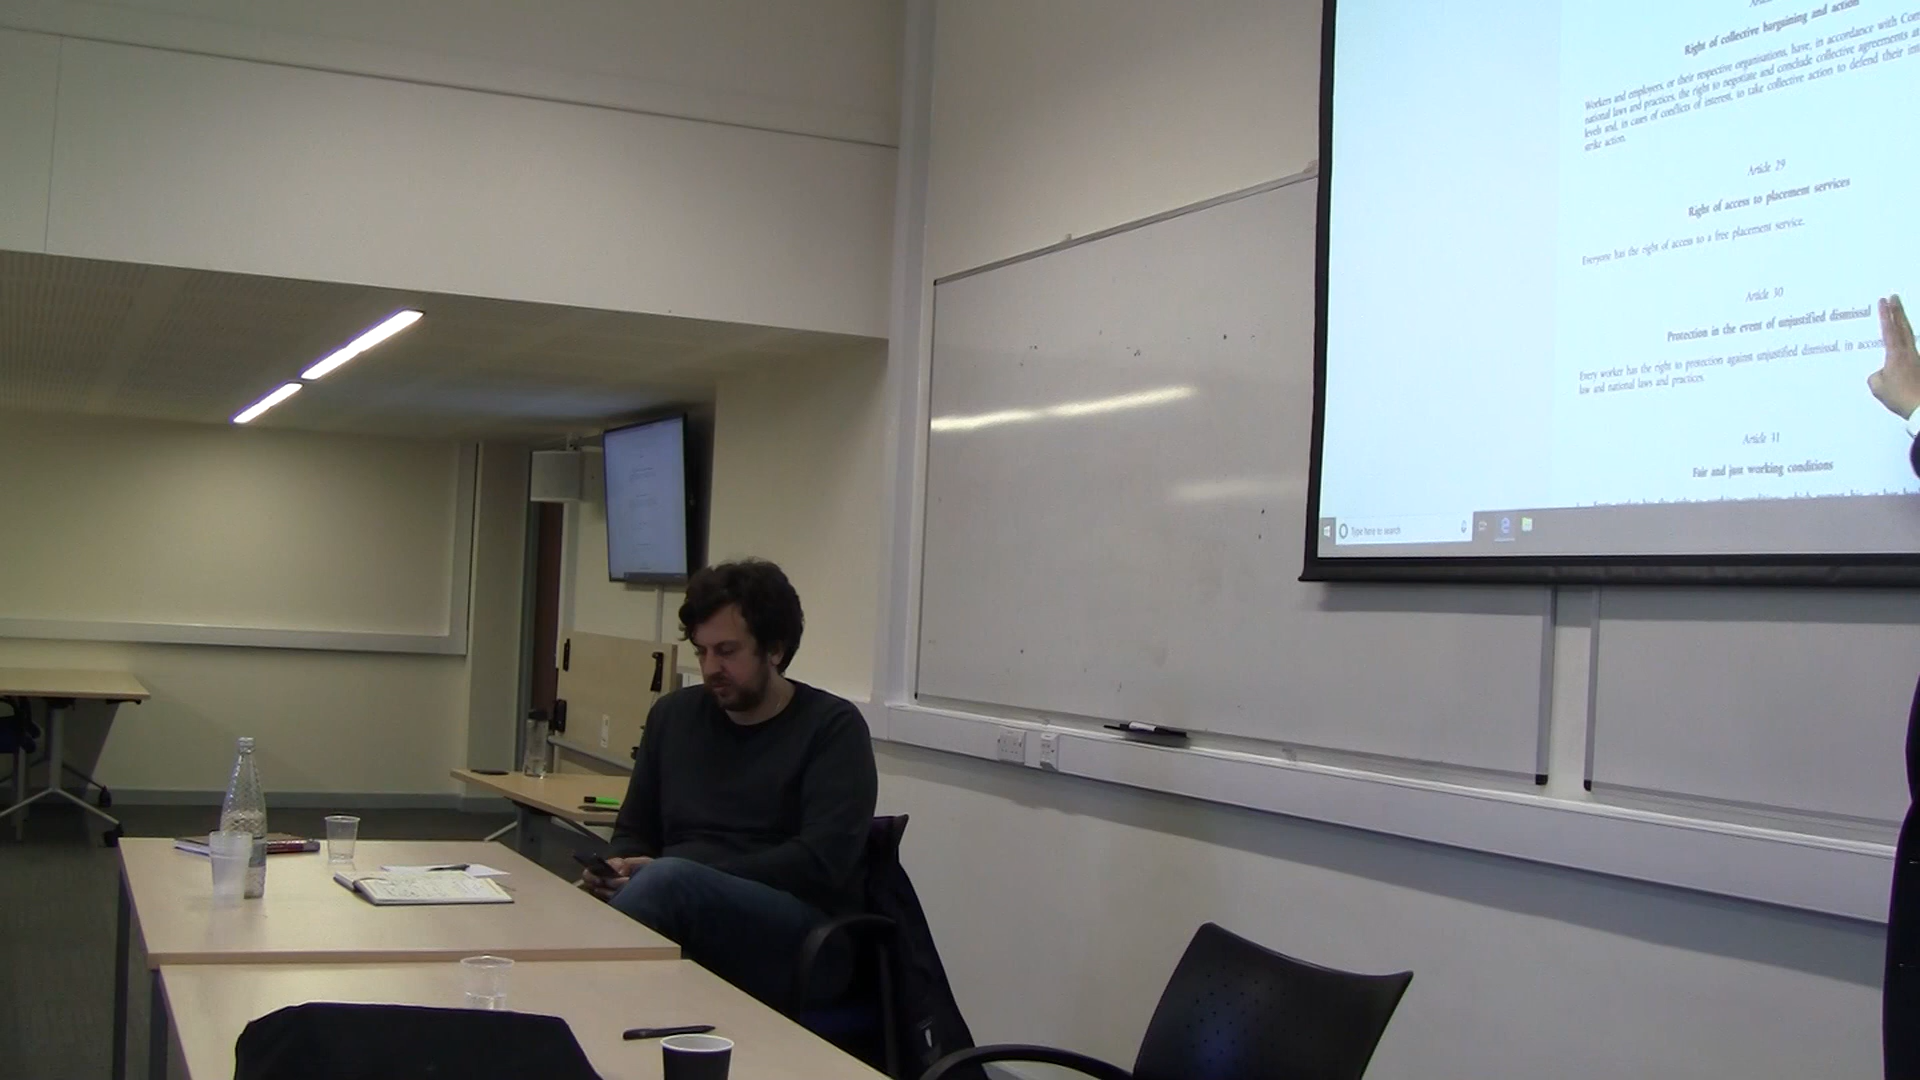 Right of collective bargaining and action
Workers and employers, or their respective organisations, have, in accordance with
national laws and practices, the right to negotiate and conclude collective agreements at
levels and, in cases of conflicts of interest, to take collective action to defend their
strike action.
Article 29
Right of access to placement services
Everyone has the right of access to a free placement service.
Article 30
Protection in the event of unjustified dismissal
Every worker has the right to protection against unjustified dismissal, in
law and national laws and practices.
Article 31
Fair and just working conditions
Type here to search